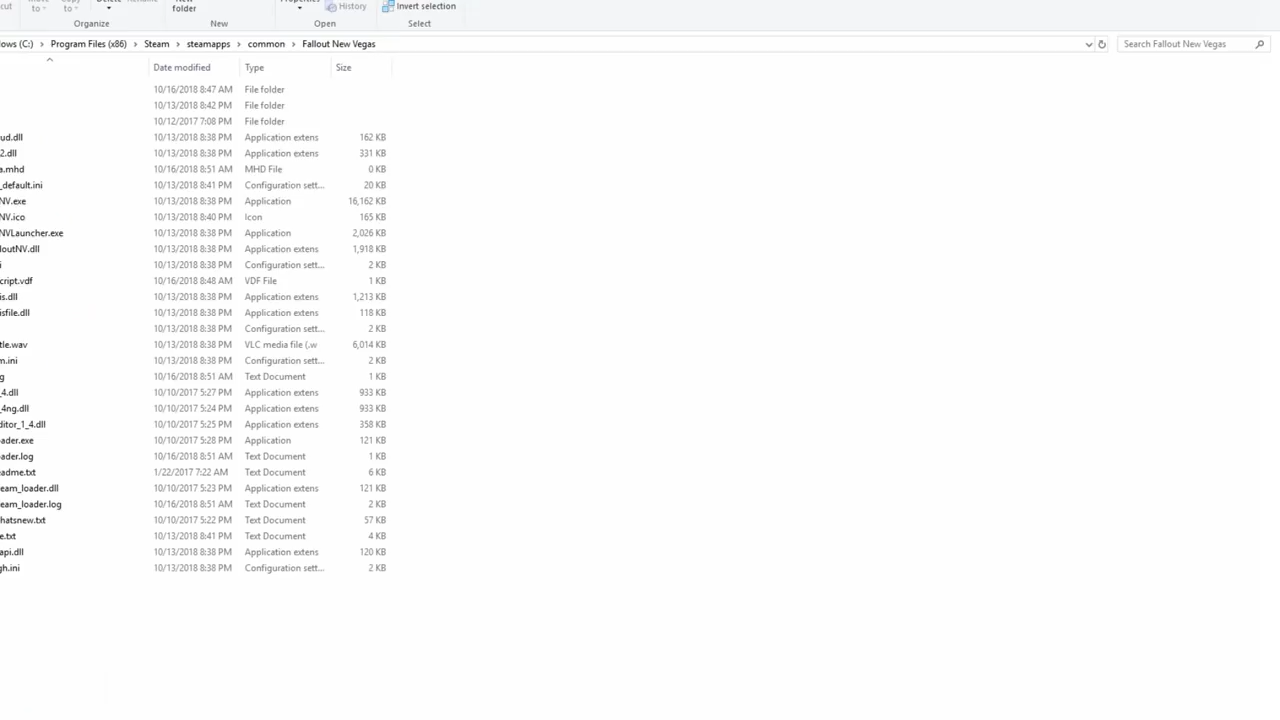 cut
to
to
Delete
Rename
New
folder
Properties
History
Invert selection
Organize New Open Select
ows (C:) > Program Files (x86) > Steam > steamapps > common > Fallout New Vegas Search Fallout New Vegas
Date modified Type Size
10/16/2018 8:47 AM File folder
10/13/2018 8:42 PM File folder
10/12/2017 7:08 PM File folder
ud.dll 10/13/2018 8:38 PM Application extens 162 KB
2.dll 10/13/2018 8:38 PM Application extens 331 KB
a.mhd 10/16/2018 8:51 AM MHD File 0 KB
_default.ini 10/13/2018 8:41 PM Configuration sett... 20 KB
NV.exe 10/13/2018 8:38 PM Application 16,162 KB
NV.ico 10/13/2018 8:40 PM Icon 165 KB
NVLauncher.exe 10/13/2018 8:38 PM Application 2,026 KB
loutNV.dll 10/13/2018 8:38 PM Application extens 1,918 KB
i 10/13/2018 8:38 PM Configuration sett... 2 KB
cript.vdf 10/16/2018 8:48 AM VDF File 1 KB
is.dll 10/13/2018 8:38 PM Application extens 1,213 KB
isfile.dll 10/13/2018 8:38 PM Application extens 118 KB
10/13/2018 8:38 PM Configuration sett... 2 KB
tle.wav 10/13/2018 8:38 PM VLC media file (.w 6,014 KB
m.ini 10/13/2018 8:38 PM Configuration sett... 2 KB
g 10/16/2018 8:51 AM Text Document 1 KB
_4.dll 10/10/2017 5:27 PM Application extens 933 KB
_4ng.dll 10/10/2017 5:24 PM Application extens 933 KB
ditor_1_4.dll 10/10/2017 5:25 PM Application extens 358 KB
ader.exe 10/10/2017 5:28 PM Application 121 KB
ader.log 10/16/2018 8:51 AM Text Document 1 KB
eadme.txt 1/22/2017 7:22 AM Text Document 6 KB
eam_loader.dll 10/10/2017 5:23 PM Application extens 121 KB
eam_loader.log 10/16/2018 8:51 AM Text Document 2 KB
hatsnew.txt 10/10/2017 5:22 PM Text Document 57 KB
e.txt 10/13/2018 8:41 PM Text Document 4 KB
api.dll 10/13/2018 8:38 PM Application extens 120 KB
gh.ini 10/13/2018 8:38 PM Configuration sett... 2 KB